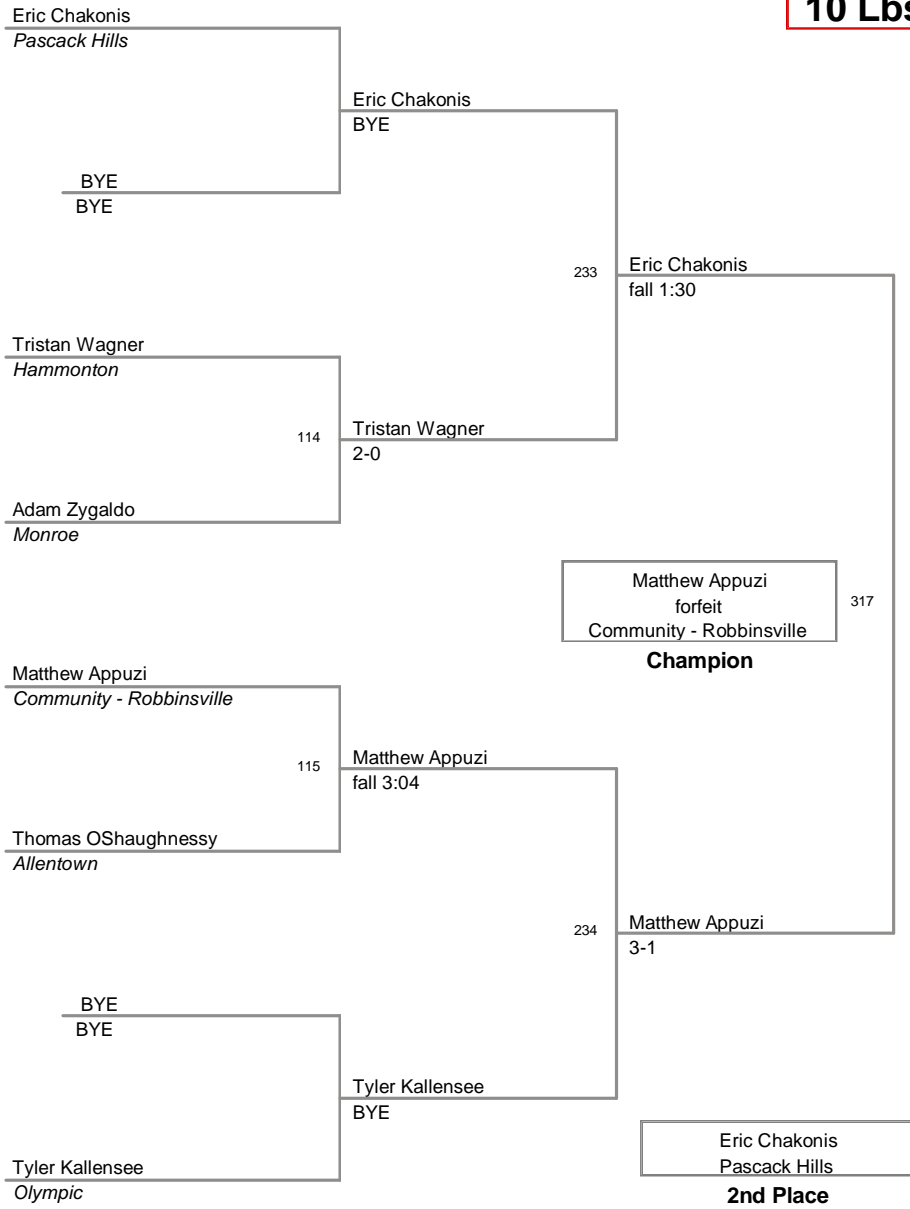 10 Lbs
Eric Chakonis
Pascack Hills
Eric Chakonis
BYE
BYE
BYE
233
Eric Chakonis
fall 1:30
Tristan Wagner
Hammonton
114
Tristan Wagner
2-0
Adam Zygaldo
Monroe
Matthew Appuzi
forfeit
Community - Robbinsville
317
Champion
Matthew Appuzi
Community - Robbinsville
115
Matthew Appuzi
fall 3:04
Thomas OShaughnessy
Allentown
234
Matthew Appuzi
3-1
BYE
BYE
Tyler Kallensee
BYE
Tyler Kallensee
Olympic
Eric Chakonis
Pascack Hills
2nd Place